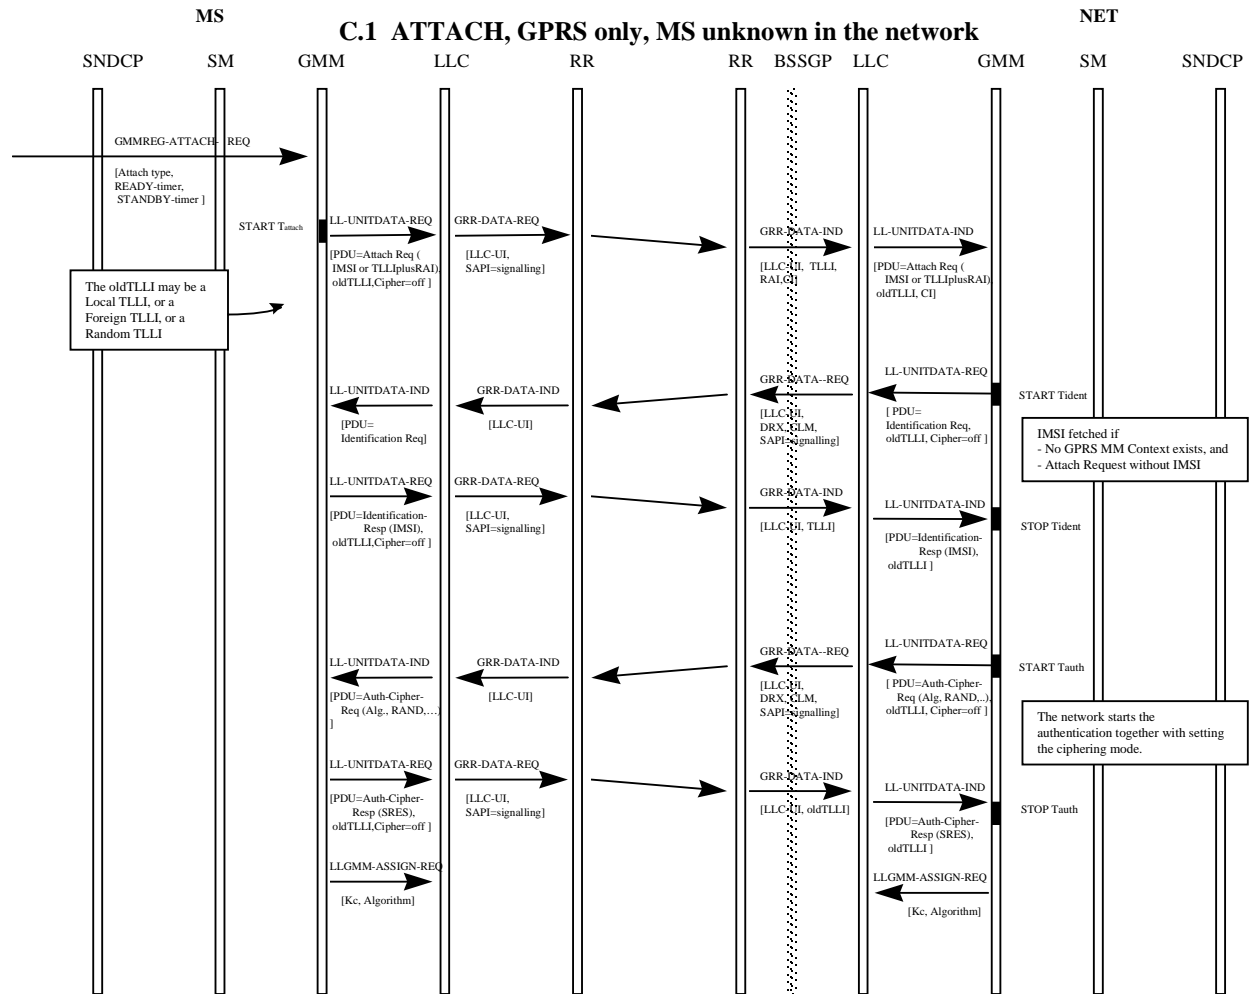 MS
NET
C.1 ATTACH, GPRS only, MS unknown in the network
SNDCP SM GMM LLC RR RR BSSGP LLC GMM SM SNDCP
GMMREG-ATTACH- REQ
[Attach type,
READY-timer,
STANDBY-timer ]
START Tattach
LL-UNITDATA-REQ
[PDU=Attach Req (
IMSI or TLLIplusRAI),
oldTLLI,Cipher=off ]
GRR-DATA-REQ
[LLC-UI,
SAPI=signalling]
GRR-DATA-IND
[LLC-UI, TLLI,
RAI,CI]
LL-UNITDATA-IND
[PDU=Attach Req (
IMSI or TLLIplusRAI),
oldTLLI, CI]
The oldTLLI may be a
Local TLLI, or a
Foreign TLLI, or a
Random TLLI
LL-UNITDATA-IND
[PDU=
Identification Req]
GRR-DATA-IND
[LLC-UI]
GRR-DATA--REQ
[LLC-UI,
DRX, CLM,
SAPI=signalling]
LL-UNITDATA-REQ
[ PDU=
Identification Req,
oldTLLI, Cipher=off ]
START Tident
IMSI fetched if
- No GPRS MM Context exists, and
- Attach Request without IMSI
LL-UNITDATA-REQ
[PDU=Identification-
Resp (IMSI),
oldTLLI,Cipher=off ]
GRR-DATA-REQ
[LLC-UI,
SAPI=signalling]
GRR-DATA-IND
[LLC-UI, TLLI]
LL-UNITDATA-IND
[PDU=Identification-
Resp (IMSI),
oldTLLI ]
STOP Tident
LL-UNITDATA-IND
[PDU=Auth-Cipher-
Req (Alg., RAND,…)
]
GRR-DATA-IND
[LLC-UI]
GRR-DATA--REQ
[LLC-UI,
DRX, CLM,
SAPI=signalling]
LL-UNITDATA-REQ
[ PDU=Auth-Cipher-
Req (Alg, RAND,..),
oldTLLI, Cipher=off ]
START Tauth
The network starts the
authentication together with setting
the ciphering mode.
LL-UNITDATA-REQ
[PDU=Auth-Cipher-
Resp (SRES),
oldTLLI,Cipher=off ]
GRR-DATA-REQ
[LLC-UI,
SAPI=signalling]
GRR-DATA-IND
[LLC-UI, oldTLLI]
LL-UNITDATA-IND
[PDU=Auth-Cipher-
Resp (SRES),
oldTLLI ]
STOP Tauth
LLGMM-ASSIGN-REQ
[Kc, Algorithm]
LLGMM-ASSIGN-REQ
[Kc, Algorithm]